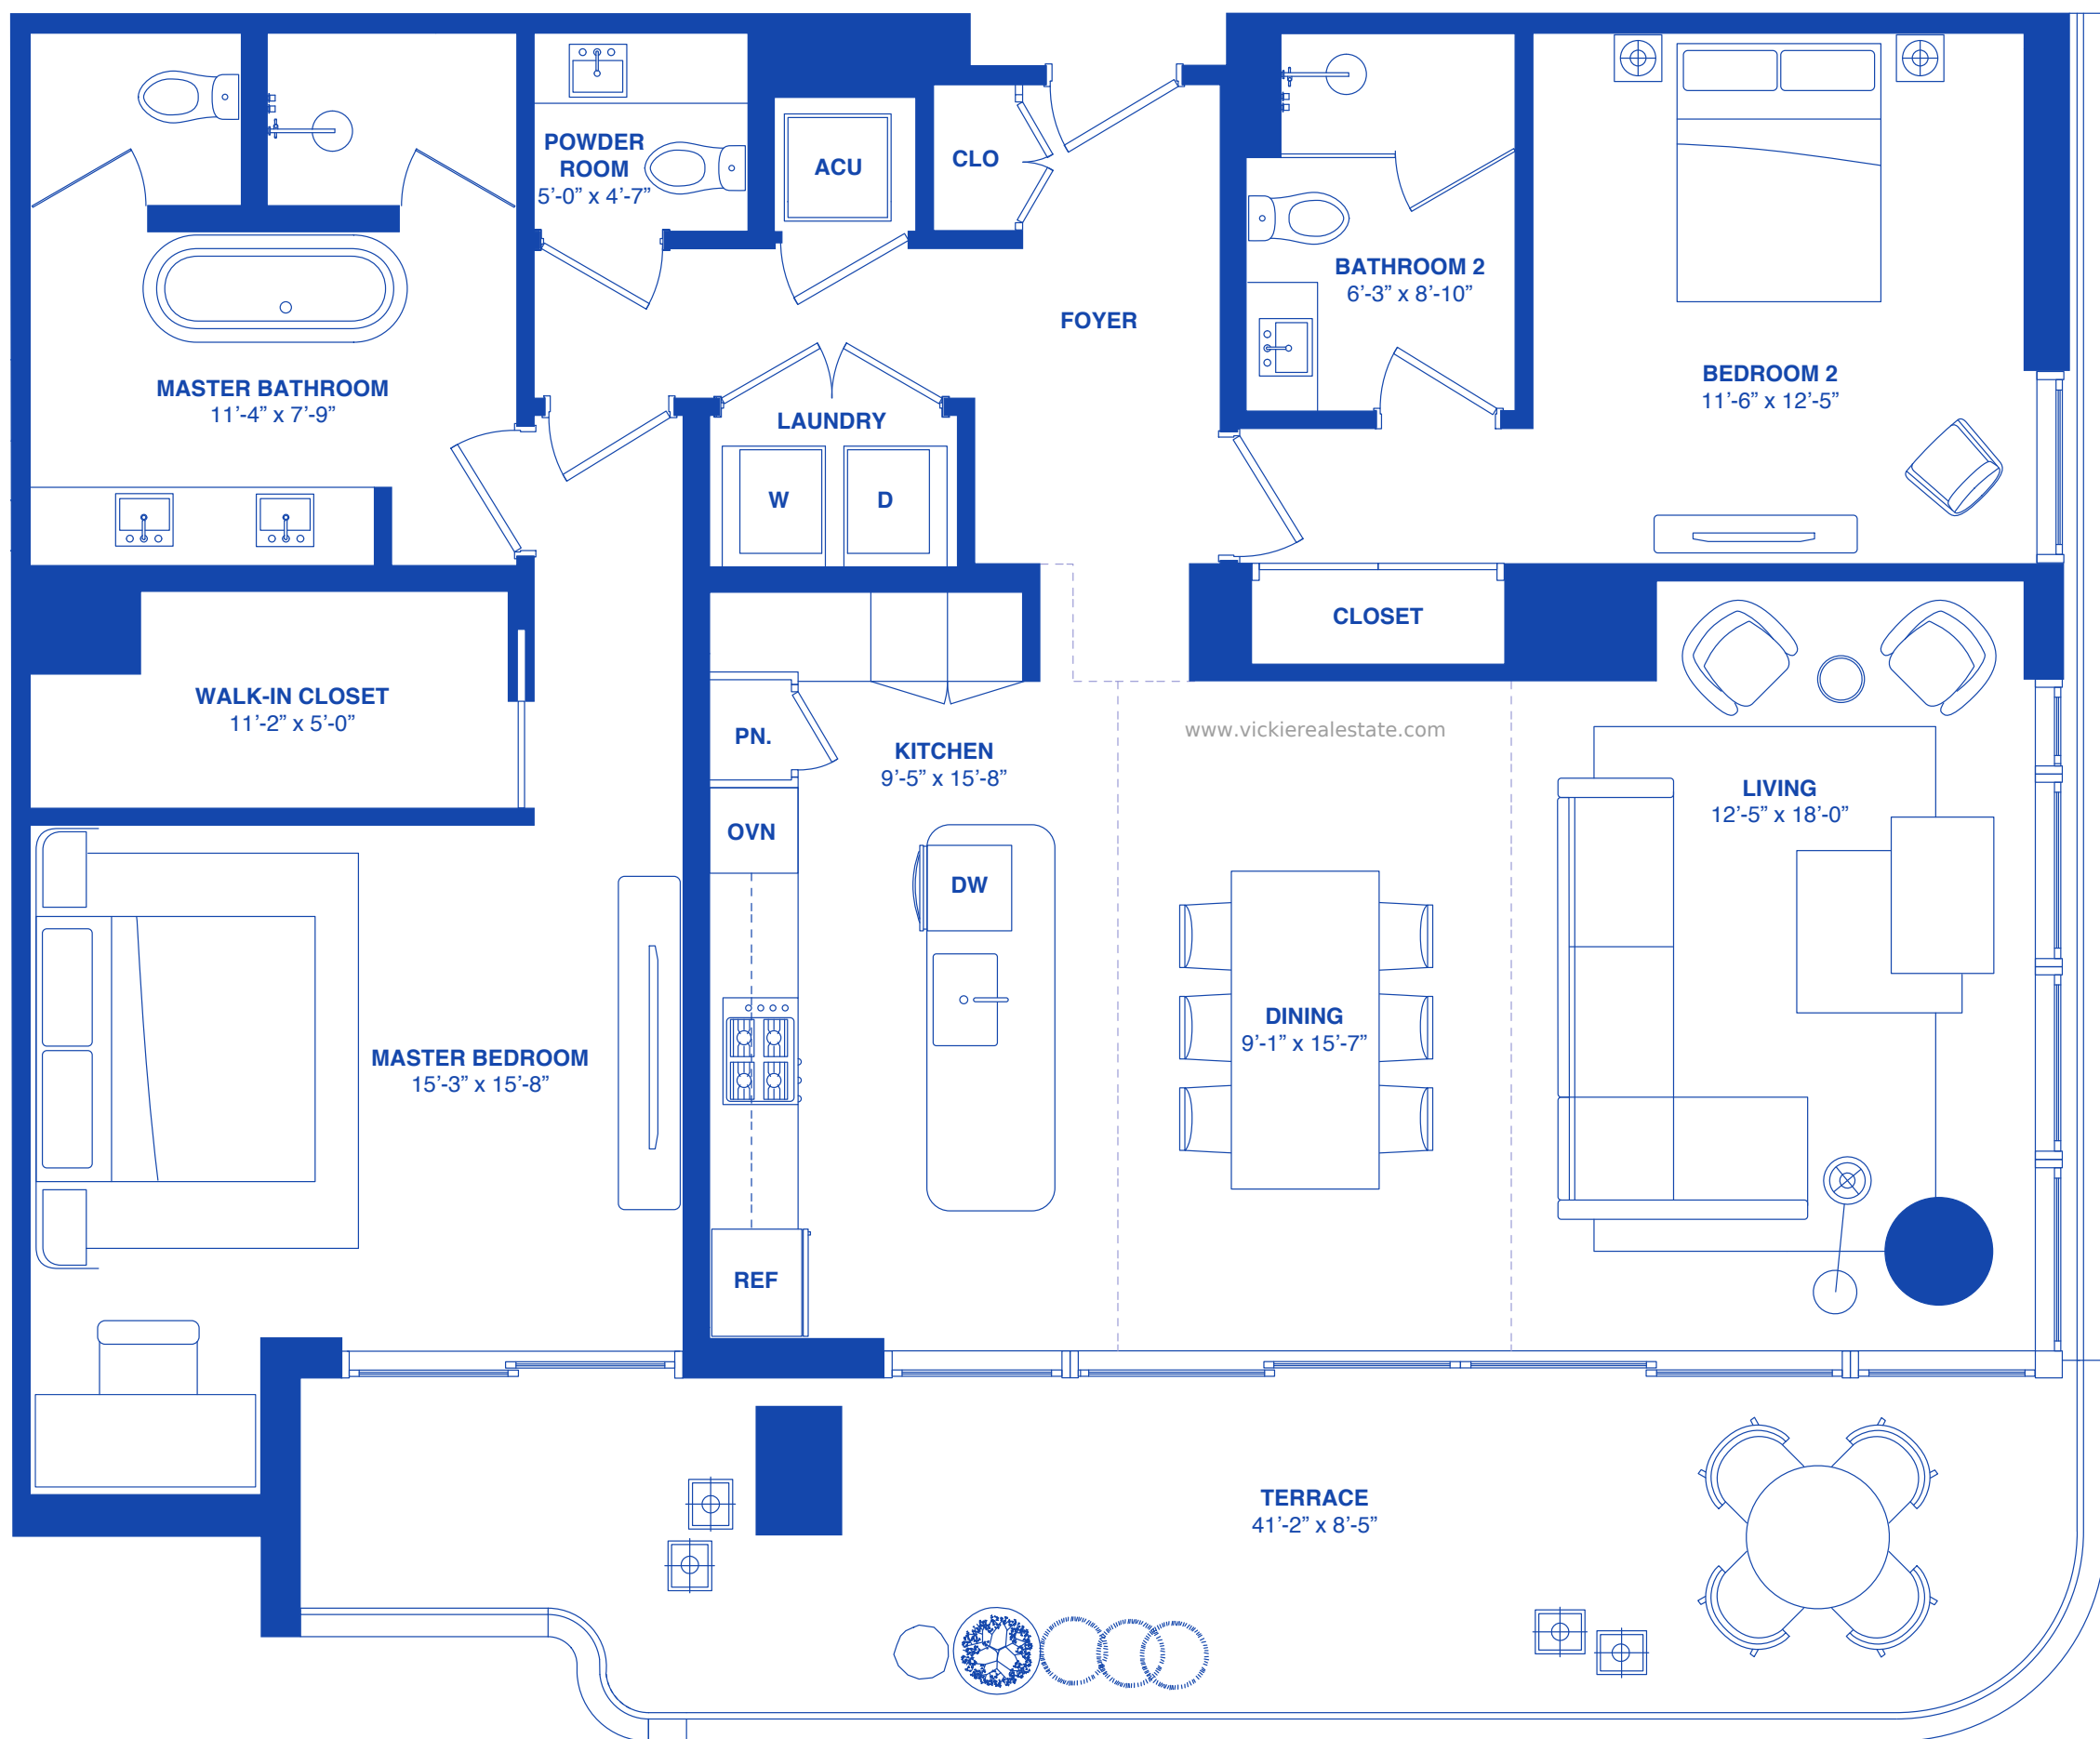 POWDER
ROOM
5’-0” x 4’-7”
ACU
CLO
BATHROOM 2
6’-3” x 8’-10”
FOYER
MASTER BATHROOM
11’-4” x 7’-9”
BEDROOM 2
11’-6” x 12’-5”
LAUNDRY
W
D
CLOSET
WALK-IN CLOSET
11’-2” x 5’-0”
PN.
www.vickierealestate.com
KITCHEN
9’-5” x 15’-8”
LIVING
12’-5” x 18’-0”
OVN
DW
DINING
9’-1” x 15’-7”
MASTER BEDROOM
15’-3” x 15’-8”
REF
TERRACE
41’-2” x 8’-5”